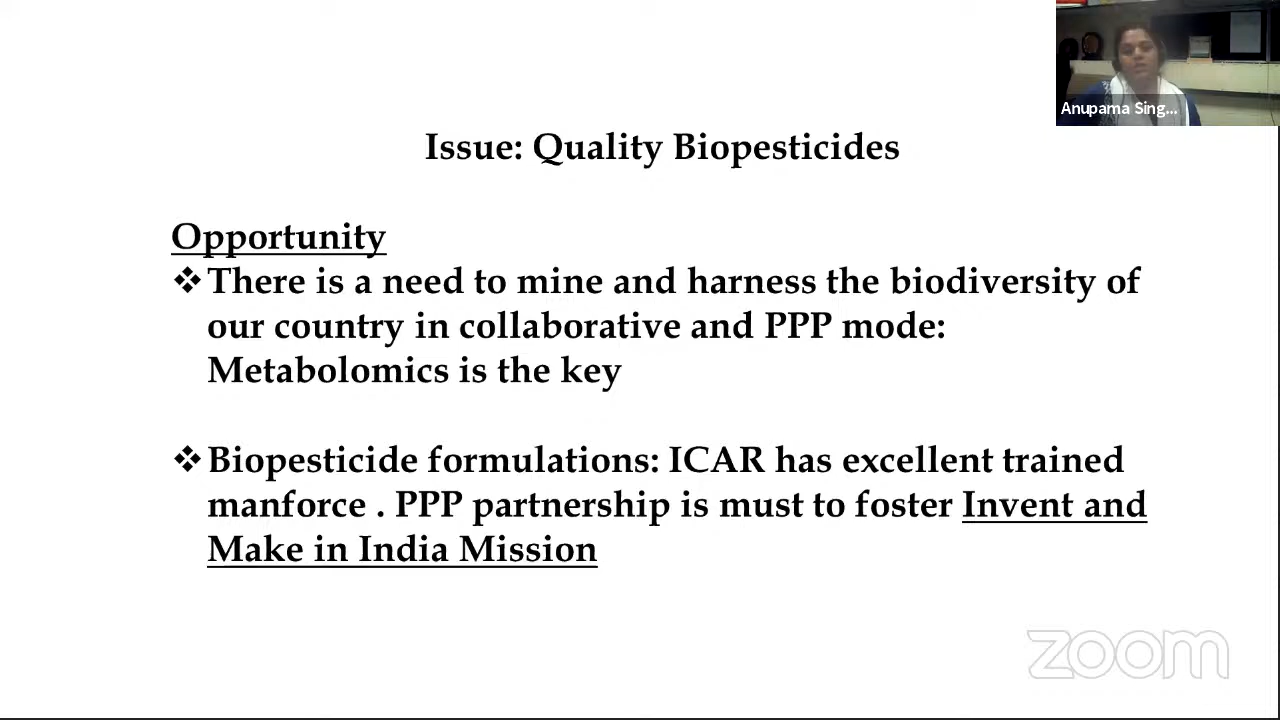 Anupama Sing...
Issue: Quality Biopesticides
Opportunity
❖There is a need to mine and harness the biodiversity of
our country in collaborative and PPP mode:
Metabolomics is the key
❖Biopesticide formulations: ICAR has excellent trained
manforce . PPP partnership is must to foster Invent and
Make in India Mission
zoom